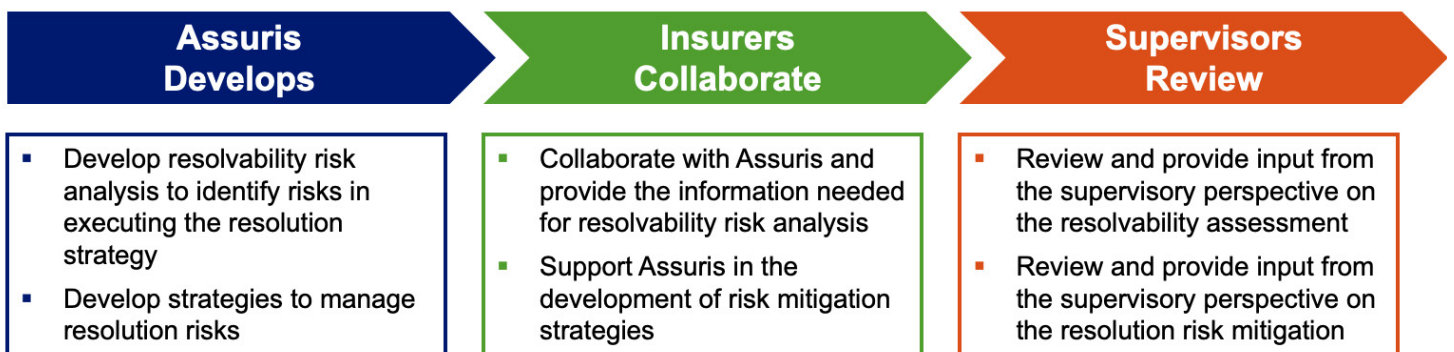 Assuris
Develops
Insurers
Collaborate
Supervisors
Review
▪ Develop resolvability risk
analysis to identify risks in
executing the resolution
strategy
▪ Develop strategies to manage
resolution risks
▪ Collaborate with Assuris and
provide the information needed
for resolvability risk analysis
▪ Support Assuris in the
development of risk mitigation
strategies
▪ Review and provide input from
the supervisory perspective on
the resolvability assessment
▪ Review and provide input from
the supervisory perspective on
the resolution risk mitigation